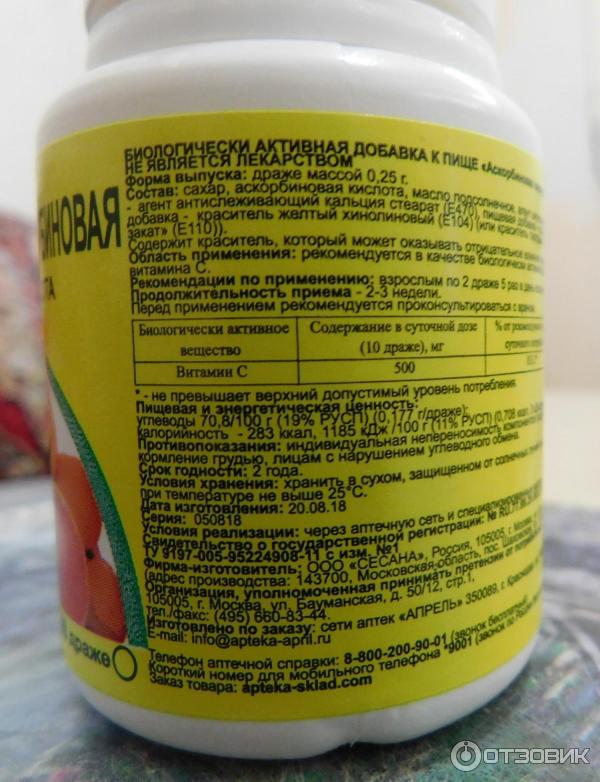 БИНОВАЯ
драже
БИОЛОГИЧЕСКИ АКТИВНАЯ ДОБАВКА К ПИЩЕ «Аскорбиновая
НЕ ЯВЛЯЕТСЯ ЛЕКАРСТВОМ
Форма выпуска: драже массой 0,25 г.
Состав: сахар, аскорбиновая кислота, масло подсолнечное,
- агент антислеживающий кальция стеарат (Е470), пищевая
добавка - краситель желтый хинолиновый (Е104) (или краситель
закат» (Е110)).
Содержит краситель, который может оказывать отрицательное
Область применения: рекомендуется в качестве биологически
витамина С.
Рекомендации по применению: взрослым по 2 драже 5 раз в день
Продолжительность приема - 2-3 недели.
Перед применением рекомендуется проконсультироваться с врачом.
Биологически активное вещество
Содержание в суточной дозе (10 драже), мг
% от
Витамин С
500
* - не превышает верхний допустимый уровень потребления.
Пищевая и энергетическая ценность:
углеводы 70,8/100 г (19% РУСП) (0,177 г/драже);
калорийность - 283 ккал, 1185 кДж /100 г (11% РУСП) (0,708 ккал,
Противопоказания: индивидуальная непереносимость компонентов
кормление грудью, лицам с нарушением углеводного обмена.
Срок годности: 2 года.
Условия хранения: хранить в сухом, защищенном от солнечных
при температуре не выше 25°С.
Дата изготовления: 20.08.18
Серия: 050818
Условия реализации: через аптечную сеть и
Свидетельство о государственной регистрации: №
ТУ 9197-005-95224908-11 с изм. №1
Фирма-изготовитель: ООО «СЕСАНА», Россия, 105005, г. Москва,
(адрес производства: 143700, Московская область, пос.
Организация, уполномоченная принимать претензии от
105005, г. Москва, ул. Бауманская, д. 50/12, стр.1,
тел./факс: (495) 660-83-44.
Изготовлено по заказу: сети аптек «АПРЕЛЬ» 350089, г.
E-mail: info@apteka-april.ru
Телефон аптечной справки: 8-800-200-90-01 (звонок бесплатный)
Короткий номер для мобильного телефона *9001 (звонок по
Заказ товара: apteka-sklad.com
ОТЗОВИК